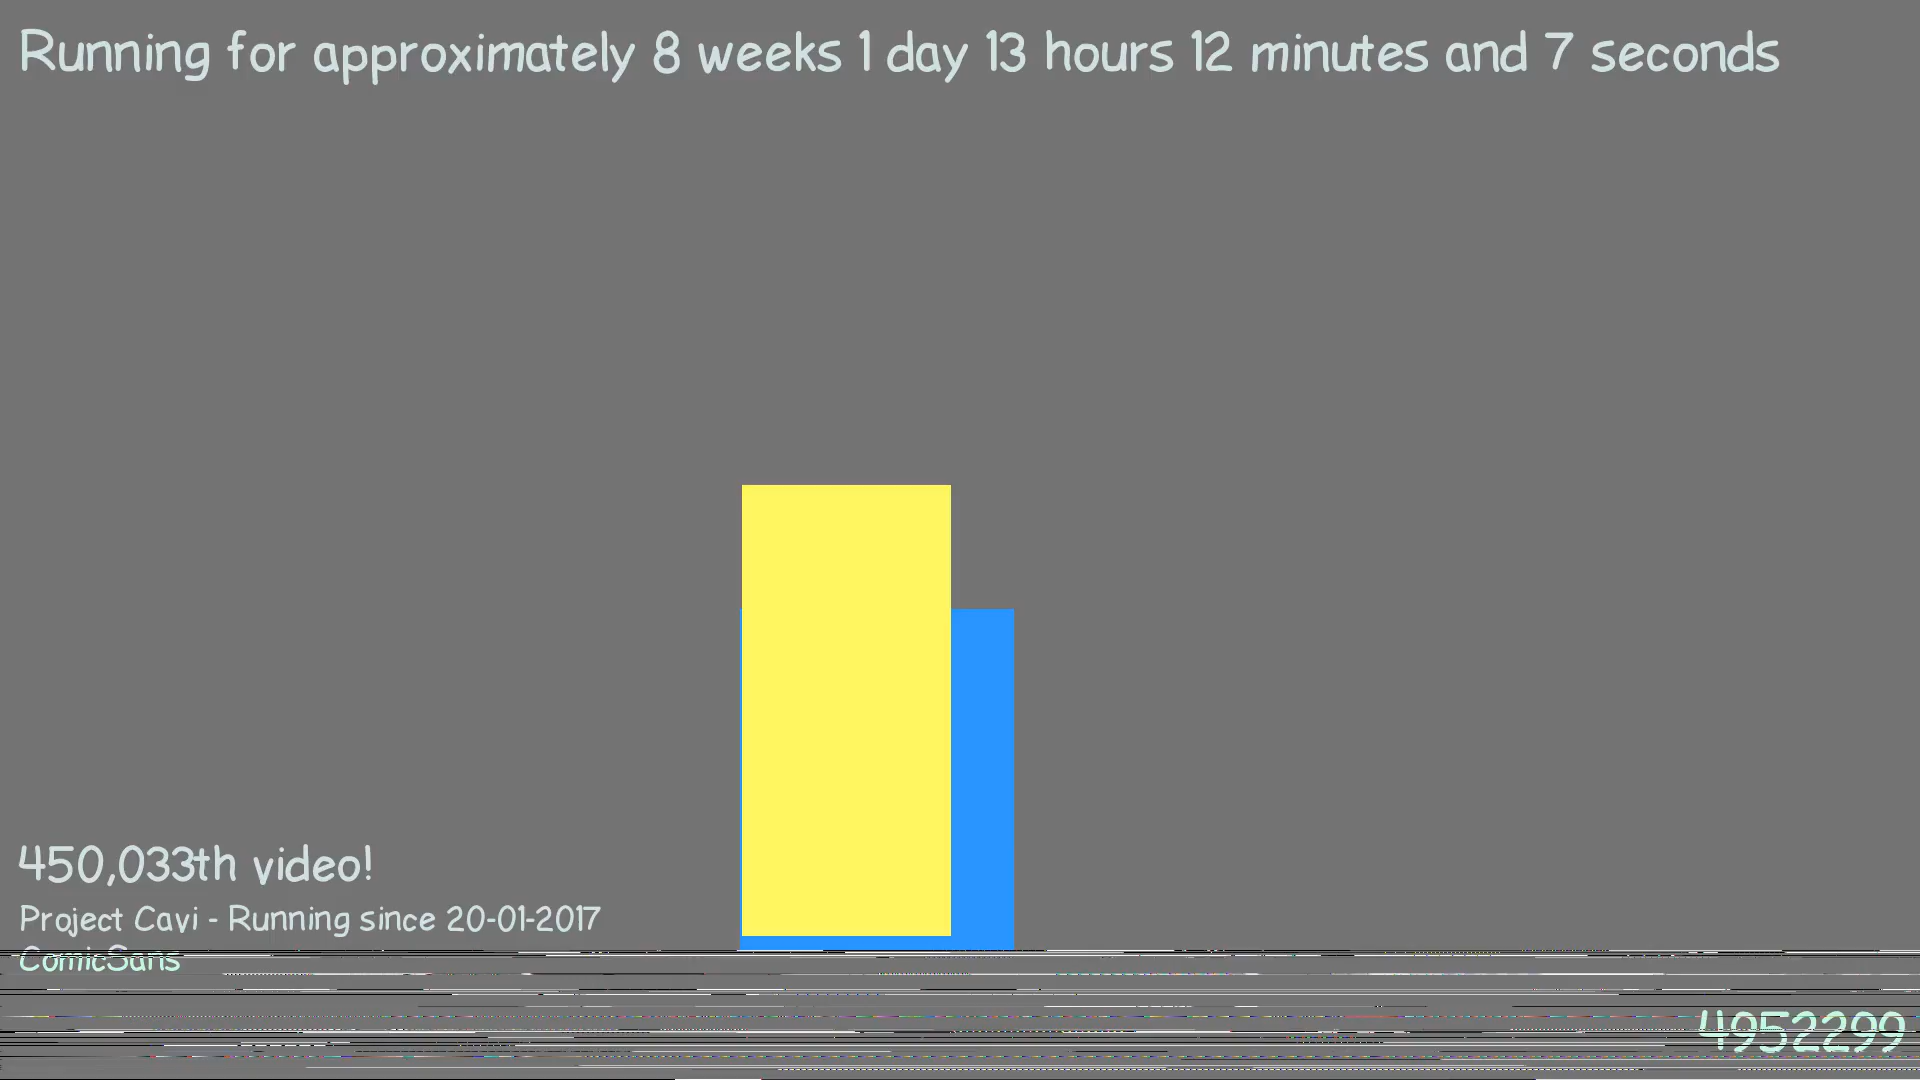 Running for approximately 8 weeks 1 day 13 hours 12 minutes and 7 seconds
450,033th video!
Project Cavi - Running since 20-01-2017
ComicSans
4952299